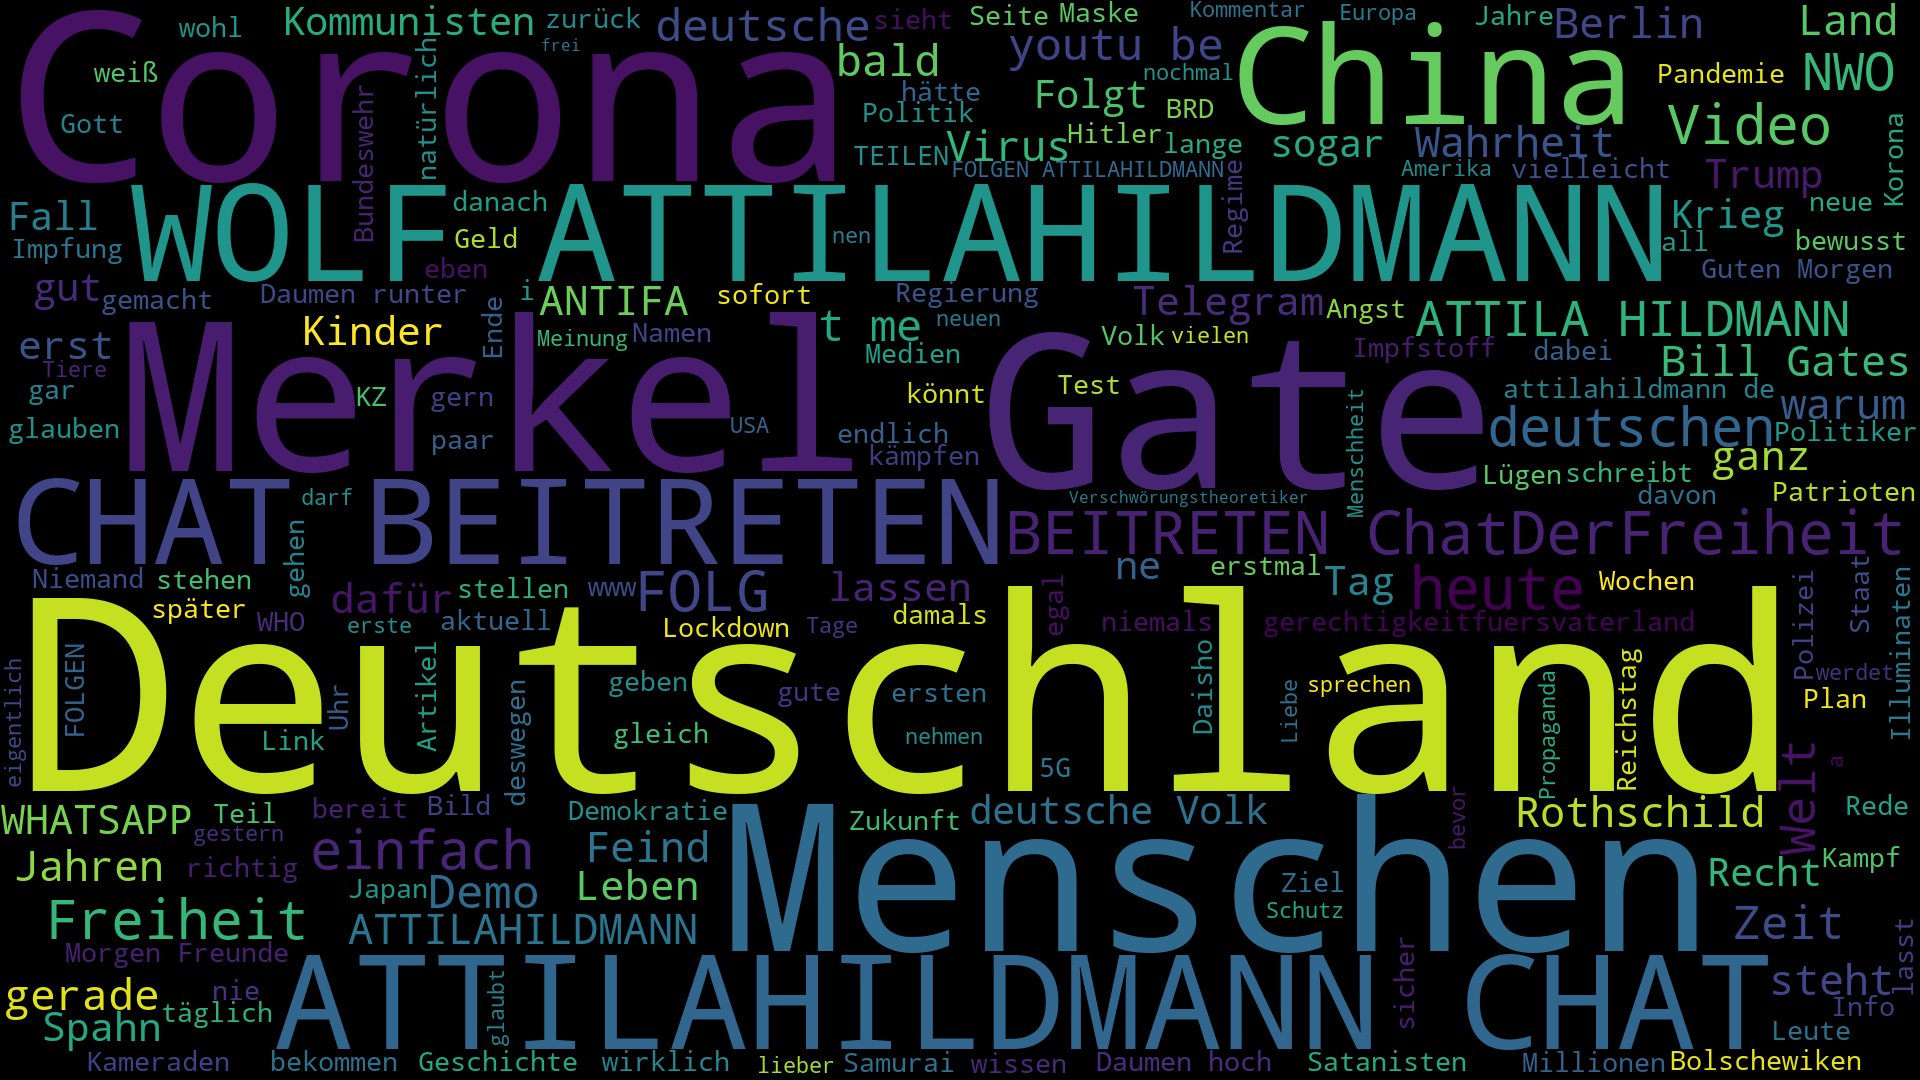 wohl Kommunisten zurück deutsche sieht Seite Maske Kommentar Europa Jahre Berlin Land
Corona China
frei
weiß natürlich bald youtu be nochmal Pandemie NWO
Bundeswehr hätte Folgt BRD
Gott Politik Virus Hitler lange sogar Wahrheit Video Korona
TEILEN FOLGEN ATTILAHILDMANN Regime Amerika vielleicht Trump
WOLF ATTILAHILDMANN
Fall danach Krieg neue
Impfung Geld nen all bewusst
eben Guten Morgen
gut gemacht Daumen runter Ende i ANTIFA sofort Regierung Telegram Angst ATTILA HILDMANN
Merkel Gate
erst Kinder Meinung Namen t me neuen Volk vielen Impfstoff dabei
Tiere Medien Bill Gates
gar KZ gern könnt Test Menschheit attilahildmann de warum
glauben paar USA endlich deutschen Politiker
kämpfen ganz
Lügen schreibt
CHAT BEITRETEN
darf Verschwörungstheoretiker davon Patrioten
gehen BEITRETEN ChatDerFreiheit
Niemand stehen dafür stellen www FOLG lassen ne erstmal Tag heute Wochen Polizei Staat Illuminaten
später WHO erste aktuell Lockdown Tage damals egal niemals gerechtigkeitfuersvaterland
Deutschland
eigentlich FOLGEN Uhr Artikel deswegen geben gute ersten Daisho Liebe sprechen Propaganda Reichstag werdet
Link gleich nehmen Plan
5G Welt a
WHATSAPP Teil bereit Bild Demokratie Zukunft deutsche Volk bevor Rothschild Rede
gestern
Menschen
Jahren richtig einfach Feind Recht Kampf
Japan Demo Leben Ziel
Freiheit ATTILAHILDMANN Schutz Zeit lasst
Morgen Freunde sicher
ATTILAHILDMANN CHAT
gerade nie glaubt steht
Spahn täglich Info
Leute
Kameraden bekommen Geschichte wirklich lieber Samurai wissen Daumen hoch Satanisten Millionen Bolschewiken